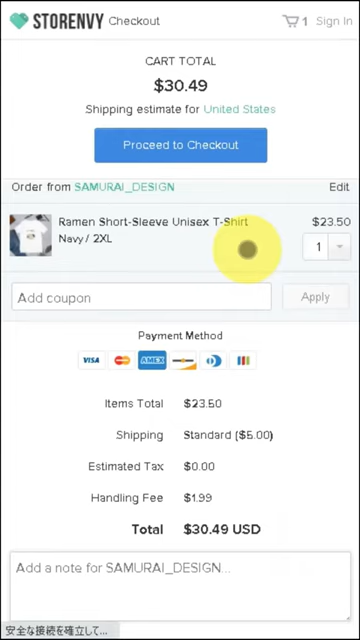 STORENVY Checkout 1 Sign In
CART TOTAL
$30.49
Shipping estimate for United States
Proceed to Checkout
Order from SAMURAI_DESIGN Edit
Ramen Short-Sleeve Unisex T-Shirt $23.50
Navy / 2XL 1
Add coupon Apply
Payment Method
VISA AMEX
Items Total $23.50
Shipping Standard ($5.00)
Estimated Tax $0.00
Handling Fee $1.99
Total $30.49 USD
Add a note for SAMURAI_DESIGN...
安全な接続を確立して...